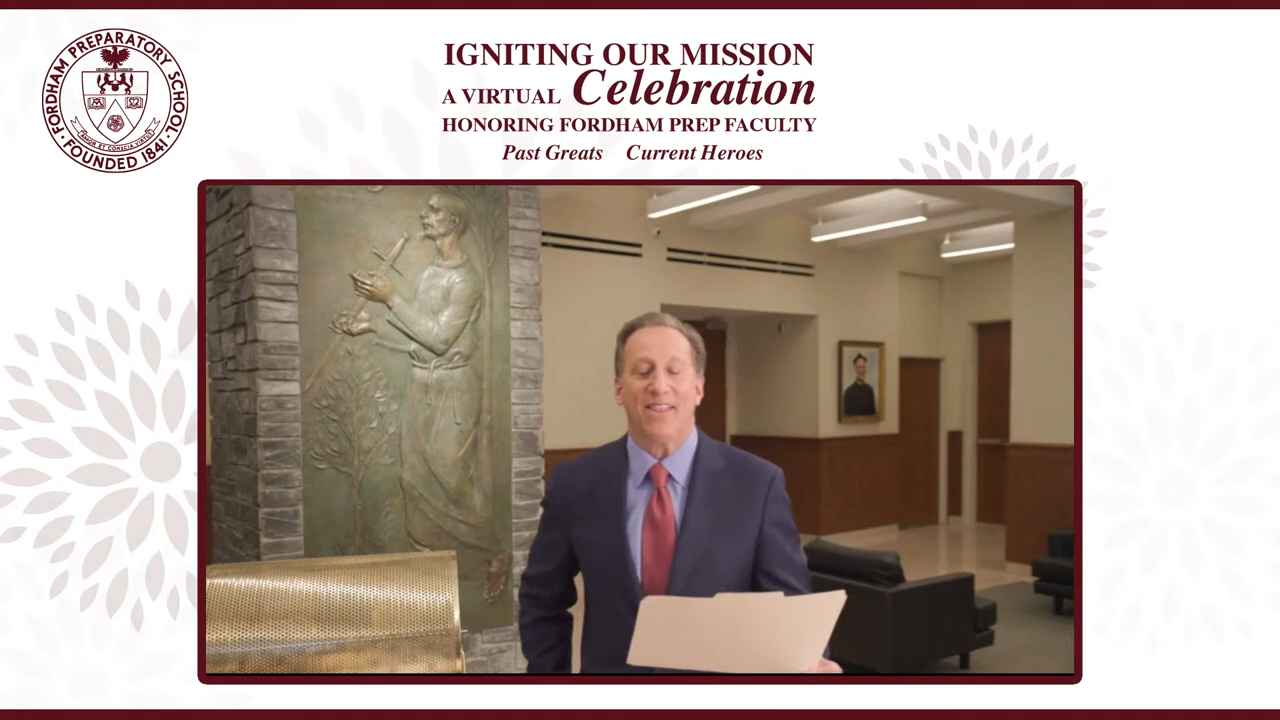 FORDHAM PREPARATORY SCHOOL
FOUNDED 1841
IGNITING OUR MISSION
A VIRTUAL Celebration
HONORING FORDHAM PREP FACULTY
Past Greats Current Heroes